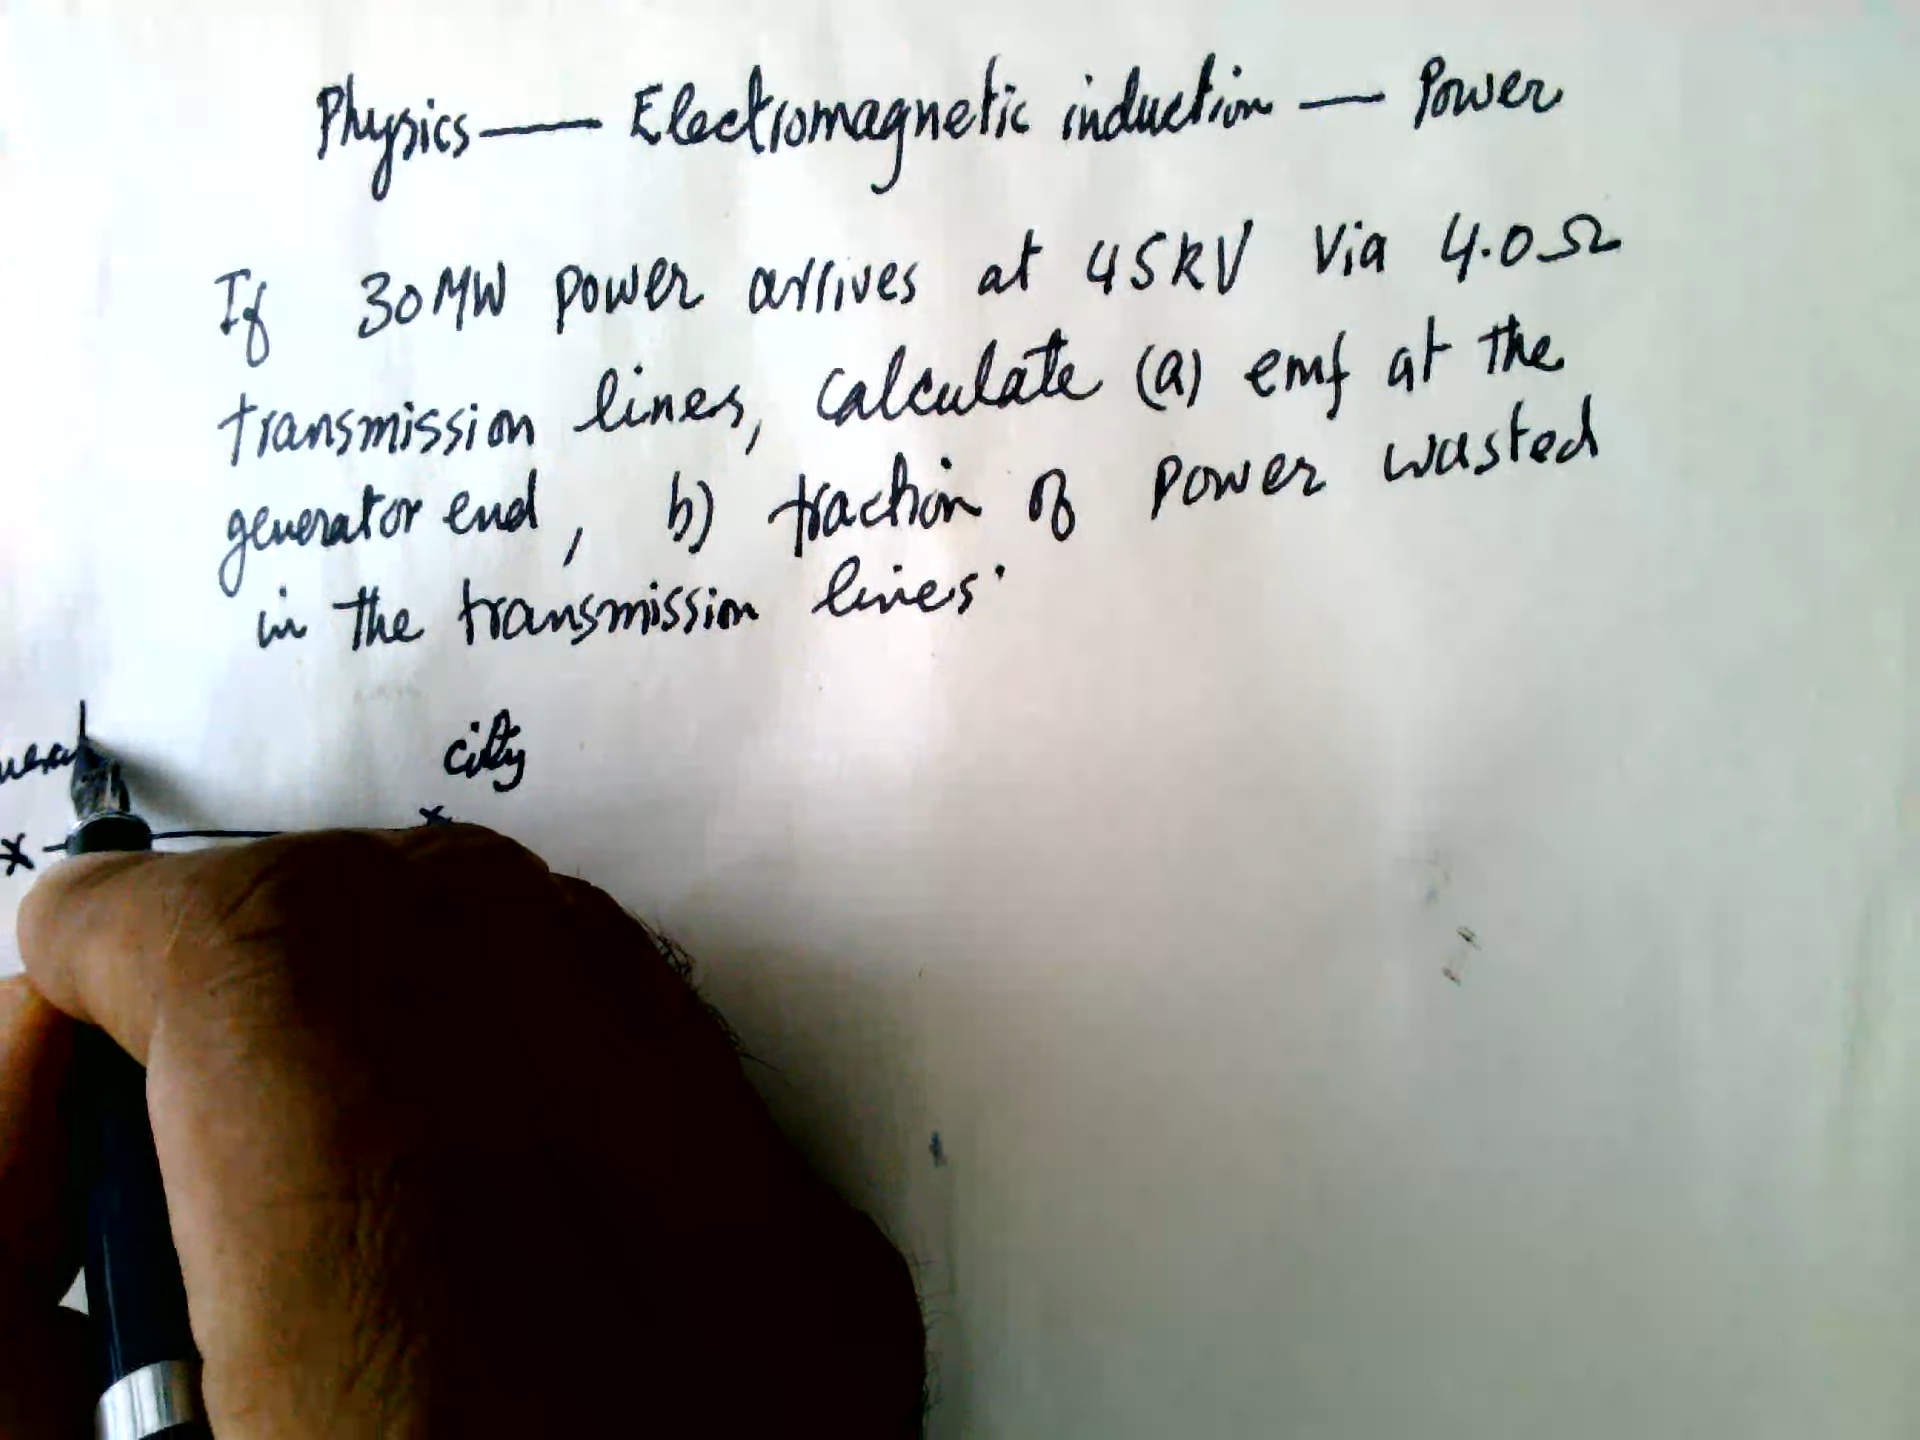 Physics — Electromagnetic induction — Power
If 30MW power arrives at 45kV Via 4.0Ω
transmission lines, calculate (a) emf at the
generator end, b) fraction of power wasted
in the transmission lines.
city
x
x